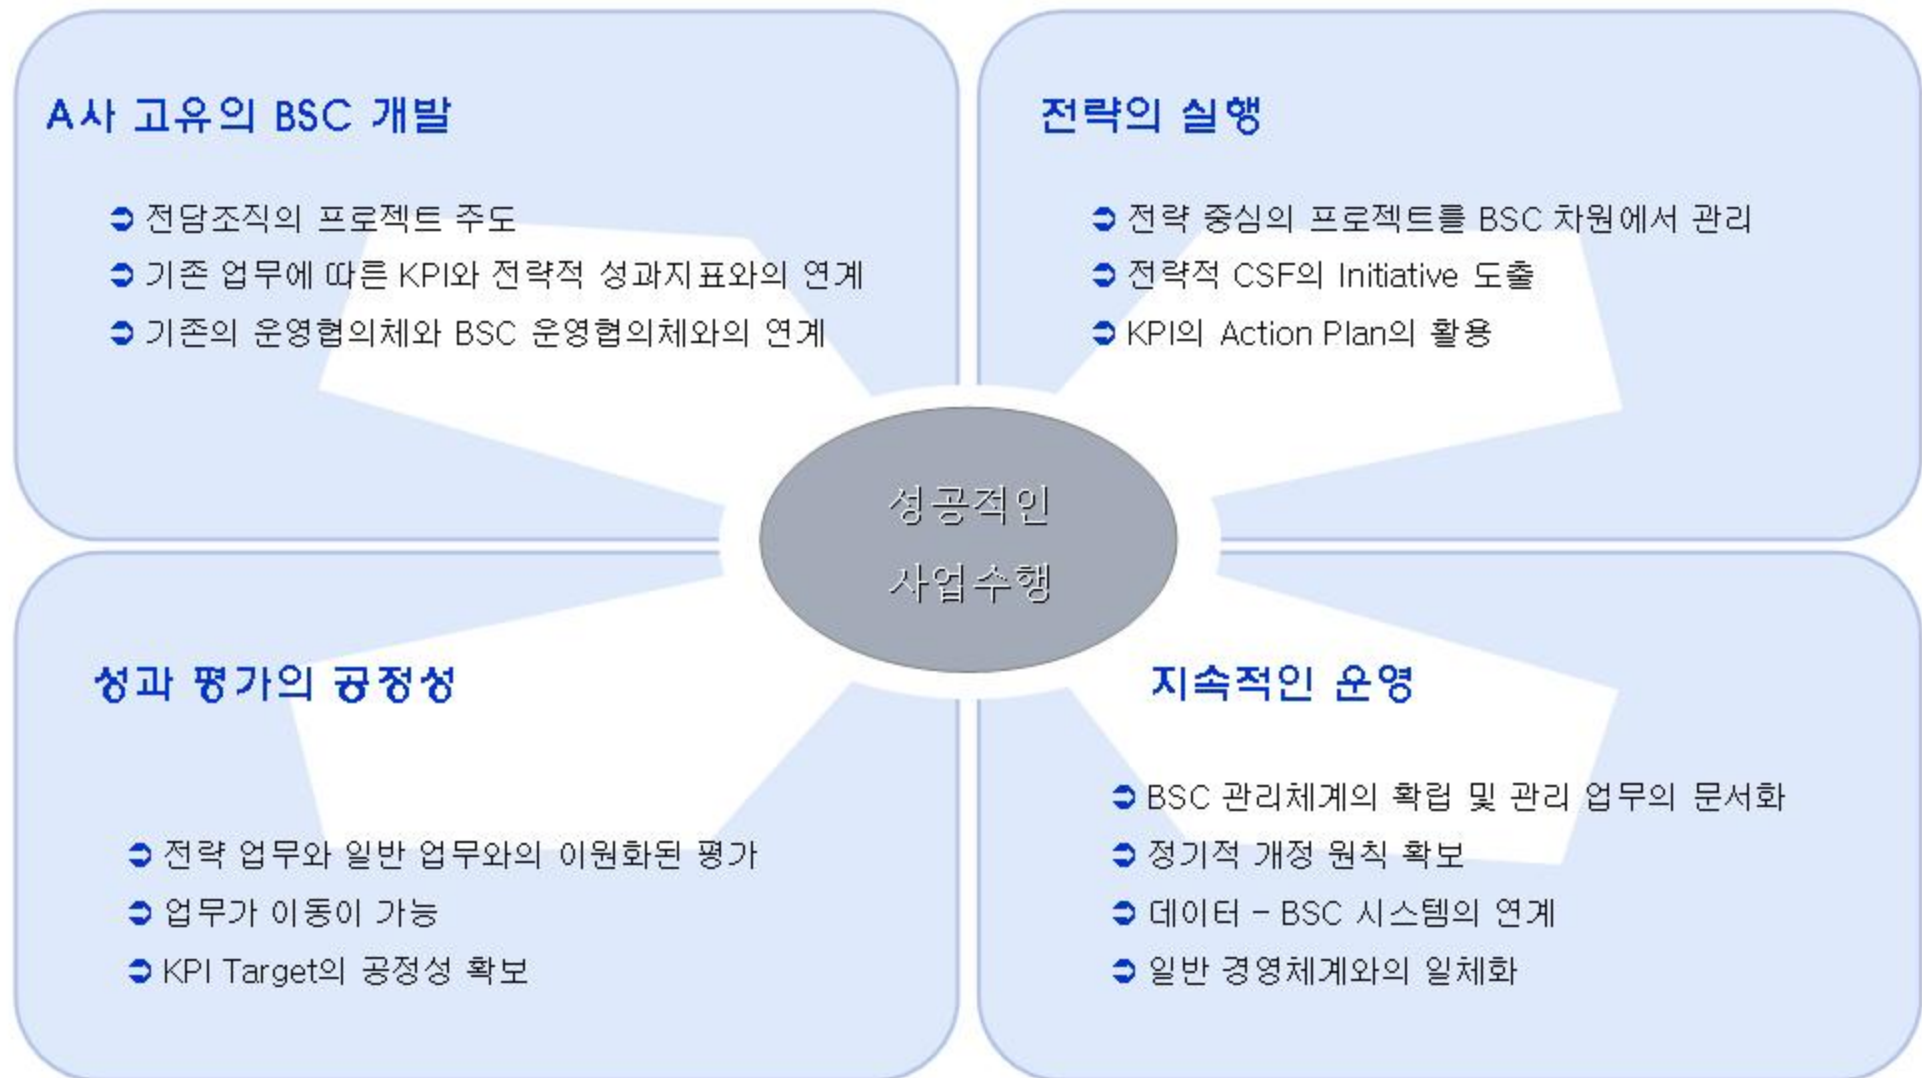 A사 고유의 BSC 개발
전담조직의 프로젝트 주도
기존 업무에 따른 KPI와 전략적 성과지표와의 연계
기존의 운영협의체와 BSC 운영협의체와의 연계
전략의 실행
전략 중심의 프로젝트를 BSC 차원에서 관리
전략적 CSF의 Initiative 도출
KPI의 Action Plan의 활용
성공적인
사업수행
성과 평가의 공정성
전략 업무와 일반 업무와의 이원화된 평가
업무가 이동이 가능
KPI Target의 공정성 확보
지속적인 운영
BSC 관리체계의 확립 및 관리 업무의 문서화
정기적 개정 원칙 확보
데이터 – BSC 시스템의 연계
일반 경영체계와의 일체화